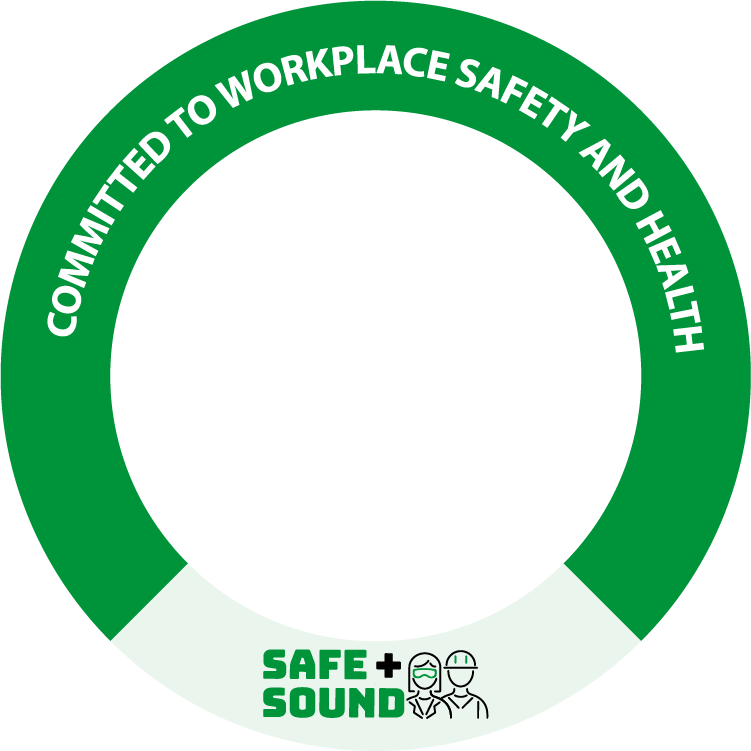 COMMITTED TO WORKPLACE SAFETY AND HEALTH
SAFE +
SOUND